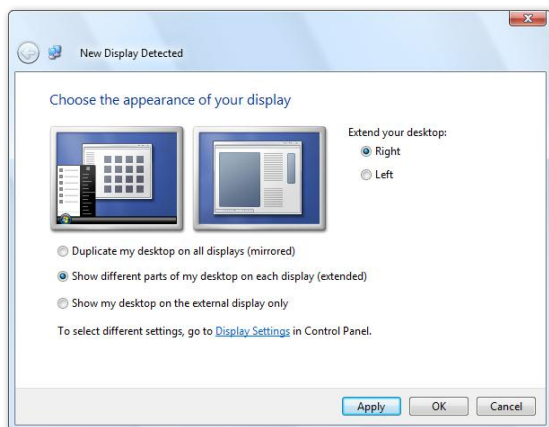 New Display Detected
Choose the appearance of your display
Extend your desktop:
Right
Left
Duplicate my desktop on all displays (mirrored)
Show different parts of my desktop on each display (extended)
Show my desktop on the external display only
To select different settings, go to Display Settings in Control Panel.
Apply OK Cancel